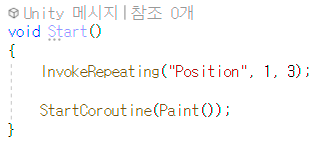 Unity 메시지 | 참조 0개
void Start()
{
InvokeRepeating("Position", 1, 3);
StartCoroutine(Paint());
}